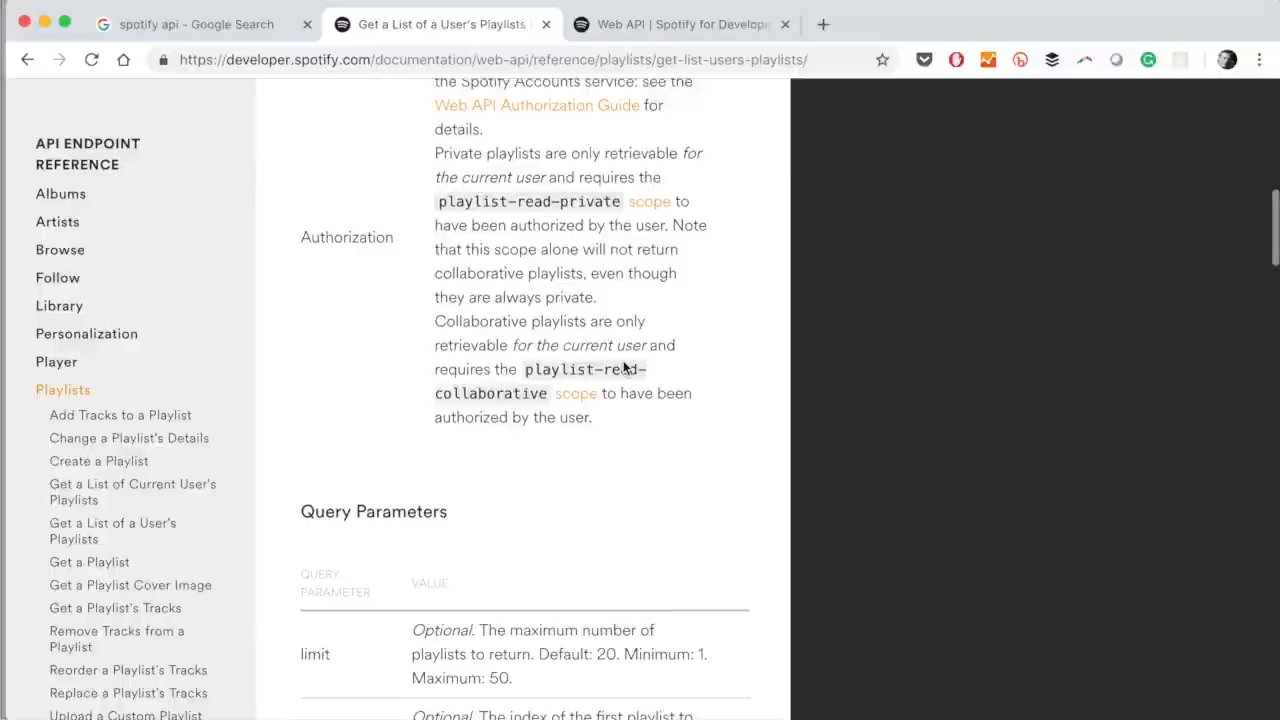 spotify api - Google Search
Get a List of a User's Playlists
Web API | Spotify for Develope
https://developer.spotify.com/documentation/web-api/reference/playlists/get-list-users-playlists/
API ENDPOINT
REFERENCE
Albums
Artists
Browse
Follow
Library
Personalization
Player
Playlists
Add Tracks to a Playlist
Change a Playlist's Details
Create a Playlist
Get a List of Current User's
Playlists
Get a List of a User's
Playlists
Get a Playlist
Get a Playlist Cover Image
Get a Playlist's Tracks
Remove Tracks from a
Playlist
Reorder a Playlist's Tracks
Replace a Playlist's Tracks
Upload a Custom Playlist
Authorization
the Spotify Accounts service: see the
Web API Authorization Guide for
details.
Private playlists are only retrievable for
the current user and requires the
playlist-read-private scope to
have been authorized by the user. Note
that this scope alone will not return
collaborative playlists, even though
they are always private.
Collaborative playlists are only
retrievable for the current user and
requires the playlist-read-
collaborative scope to have been
authorized by the user.
Query Parameters
QUERY
PARAMETER
VALUE
limit
Optional. The maximum number of
playlists to return. Default: 20. Minimum: 1.
Maximum: 50.
Optional. The index of the first playlist to